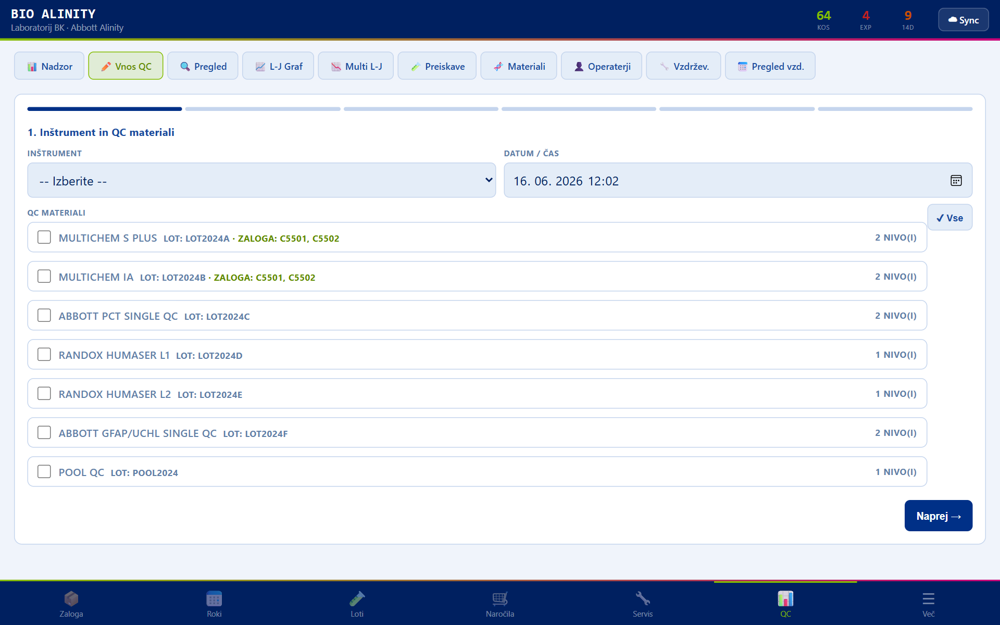 BIO ALINITY
Laboratorij BK · Abbott Alinity
64 KOS
4 EXP
9 14D
Sync
Nadzor
Vnos QC
Pregled
L-J Graf
Multi L-J
Preiskave
Materiali
Operaterji
Vzdržev.
Pregled vzd.
1. Inštrument in QC materiali
INŠTRUMENT
-- Izberite --
DATUM / ČAS
16. 06. 2026 12:02
QC MATERIALI
✓ Vse
MULTICHEM S PLUS LOT: LOT2024A · ZALOGA: C5501, C5502 2 NIVO(I)
MULTICHEM IA LOT: LOT2024B · ZALOGA: C5501, C5502 2 NIVO(I)
ABBOTT PCT SINGLE QC LOT: LOT2024C 2 NIVO(I)
RANDOX HUMASER L1 LOT: LOT2024D 1 NIVO(I)
RANDOX HUMASER L2 LOT: LOT2024E 1 NIVO(I)
ABBOTT GFAP/UCHL SINGLE QC LOT: LOT2024F 2 NIVO(I)
POOL QC LOT: POOL2024 1 NIVO(I)
Naprej →
Zaloga
Roki
Loti
Naročila
Servis
QC
Več